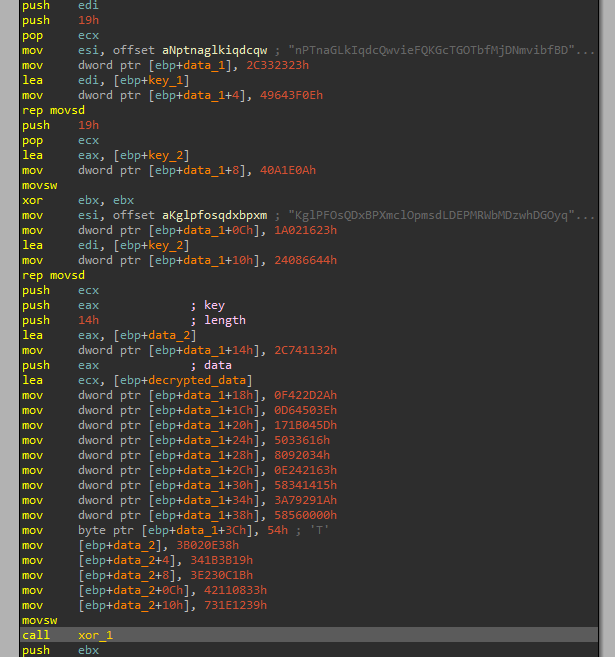 push edi
push 19h
pop ecx
mov esi, offset aNptnaglkiqdcqw ; "nPTnaGLkIqdcQwvieFQKGcTGOTbfMjDNmvibfBD"...
mov dword ptr [ebp+data_1], 2C332323h
lea edi, [ebp+key_1]
mov dword ptr [ebp+data_1+4], 49643F0Eh
rep movsd
push 19h
pop ecx
lea eax, [ebp+key_2]
mov dword ptr [ebp+data_1+8], 40A1E0Ah
movsw
xor ebx, ebx
mov esi, offset aKglpfosqdxbpxm ; "KglPFOsQDxBPXmclOpmsdLDEPMRWbMDzwhDGOyq"...
mov dword ptr [ebp+data_1+0Ch], 1A021623h
lea edi, [ebp+key_2]
mov dword ptr [ebp+data_1+10h], 24086644h
rep movsd
push ecx
push eax ; key
push 14h ; length
lea eax, [ebp+data_2]
mov dword ptr [ebp+data_1+14h], 2C741132h
push eax ; data
lea ecx, [ebp+decrypted_data]
mov dword ptr [ebp+data_1+18h], 0F422D2Ah
mov dword ptr [ebp+data_1+1Ch], 0D64503Eh
mov dword ptr [ebp+data_1+20h], 171B045Dh
mov dword ptr [ebp+data_1+24h], 5033616h
mov dword ptr [ebp+data_1+28h], 8092034h
mov dword ptr [ebp+data_1+2Ch], 0E242163h
mov dword ptr [ebp+data_1+30h], 58341415h
mov dword ptr [ebp+data_1+34h], 3A79291Ah
mov dword ptr [ebp+data_1+38h], 58560000h
mov byte ptr [ebp+data_1+3Ch], 54h ; 'T'
mov [ebp+data_2], 3B020E38h
mov [ebp+data_2+4], 341B3B19h
mov [ebp+data_2+8], 3E230C1Bh
mov [ebp+data_2+0Ch], 42110833h
mov [ebp+data_2+10h], 731E1239h
movsw
call xor_1
push ebx